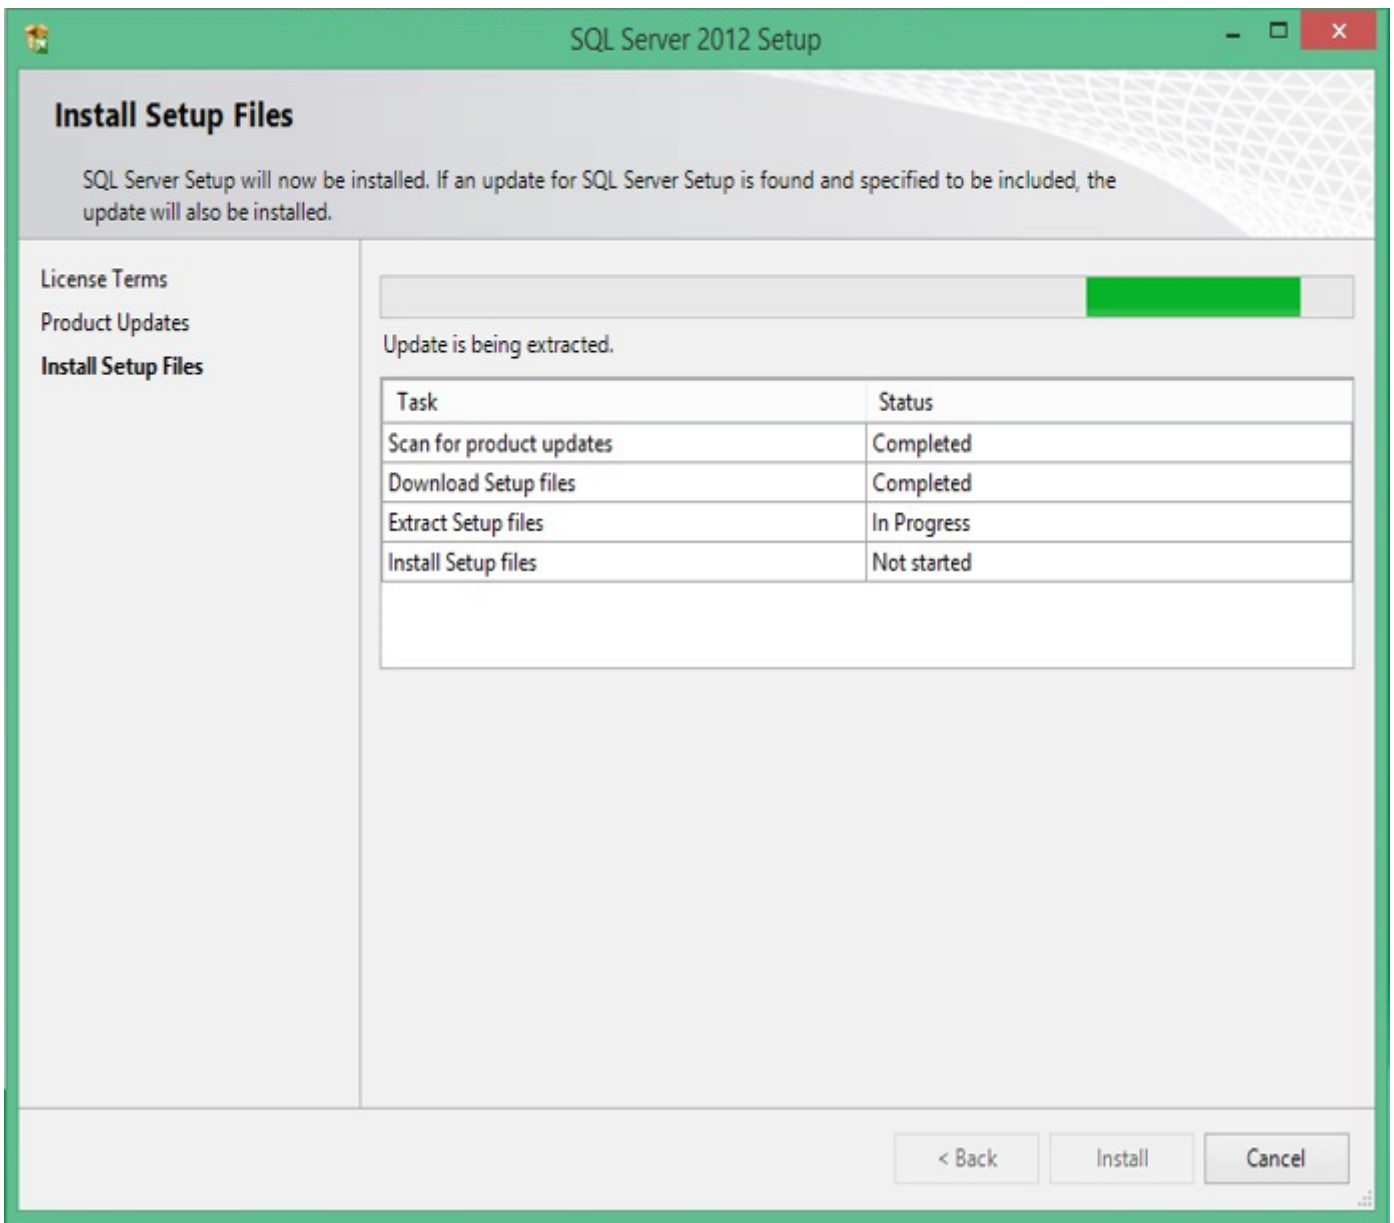 SQL Server 2012 Setup
Install Setup Files
SQL Server Setup will now be installed. If an update for SQL Server Setup is found and specified to be included, the
update will also be installed.
License Terms
Product Updates
Install Setup Files
Update is being extracted.
Task Status
Scan for product updates Completed
Download Setup files Completed
Extract Setup files In Progress
Install Setup files Not started
< Back Install Cancel